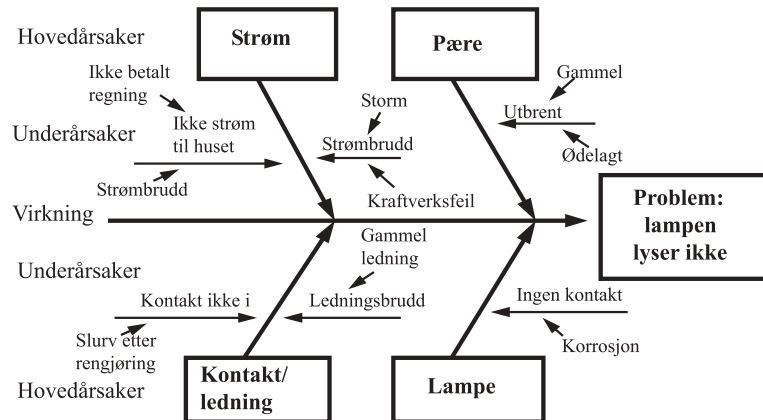 Hovedårsaker
Strøm
Pære
Ikke betalt
regning
Gammel
Storm
Utbrent
Underårsaker
Ikke strøm
til huset
Strømbrudd
Ødelagt
Strømbrudd
Kraftverksfeil
Problem:
lampen
lyser ikke
Virkning
Gammel
ledning
Underårsaker
Kontakt ikke i
Ledningsbrudd
Ingen kontakt
Slurv etter
rengjøring
Korrosjon
Hovedårsaker
Kontakt/
ledning
Lampe